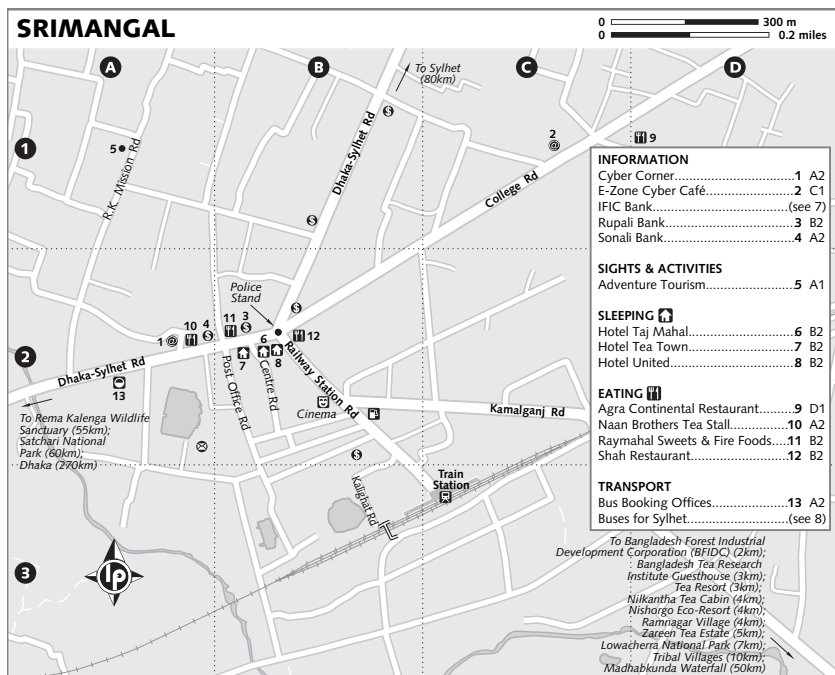 SRIMANGAL
0 300 m
0 0.2 miles
A B C D
To Sylhet
(80km)
1
5
R.K. Mission Rd
Dhaka-Sylhet Rd
2
@
College Rd
9
INFORMATION
Cyber Corner 1 A2
E-Zone Cyber Café 2 C1
IFIC Bank (see 7)
Rupali Bank 3 B2
Sonali Bank 4 A2
SIGHTS & ACTIVITIES
Adventure Tourism 5 A1
SLEEPING
Hotel Taj Mahal 6 B2
Hotel Tea Town 7 B2
Hotel United 8 B2
EATING
Agra Continental Restaurant 9 D1
Naan Brothers Tea Stall 10 A2
Raymahal Sweets & Fire Foods 11 B2
Shah Restaurant 12 B2
TRANSPORT
Bus Booking Offices 13 A2
Buses for Sylhet (see 8)
Police
Stand
10 4 11 3
1 @
12
6
7 8
2
Dhaka-Sylhet Rd
13
Post. Office Rd
Centre Rd
Railway Station Rd
Cinema
Kamalganj Rd
To Rema Kalenga Wildlife
Sanctuary (55km);
Satchari National
Park (60km);
Dhaka (270km)
Train
Station
Kalighat Rd
3
lp
To Bangladesh Forest Industrial
Development Corporation (BFIDC) (2km);
Bangladesh Tea Research
Institute Guesthouse (3km);
Tea Resort (3km);
Nilkantha Tea Cabin (4km);
Nishorgo Eco-Resort (4km);
Ramnagar Village (4km);
Zareen Tea Estate (5km);
Lowacherra National Park (7km);
Tribal Villages (10km);
Madhabkunda Waterfall (50km)